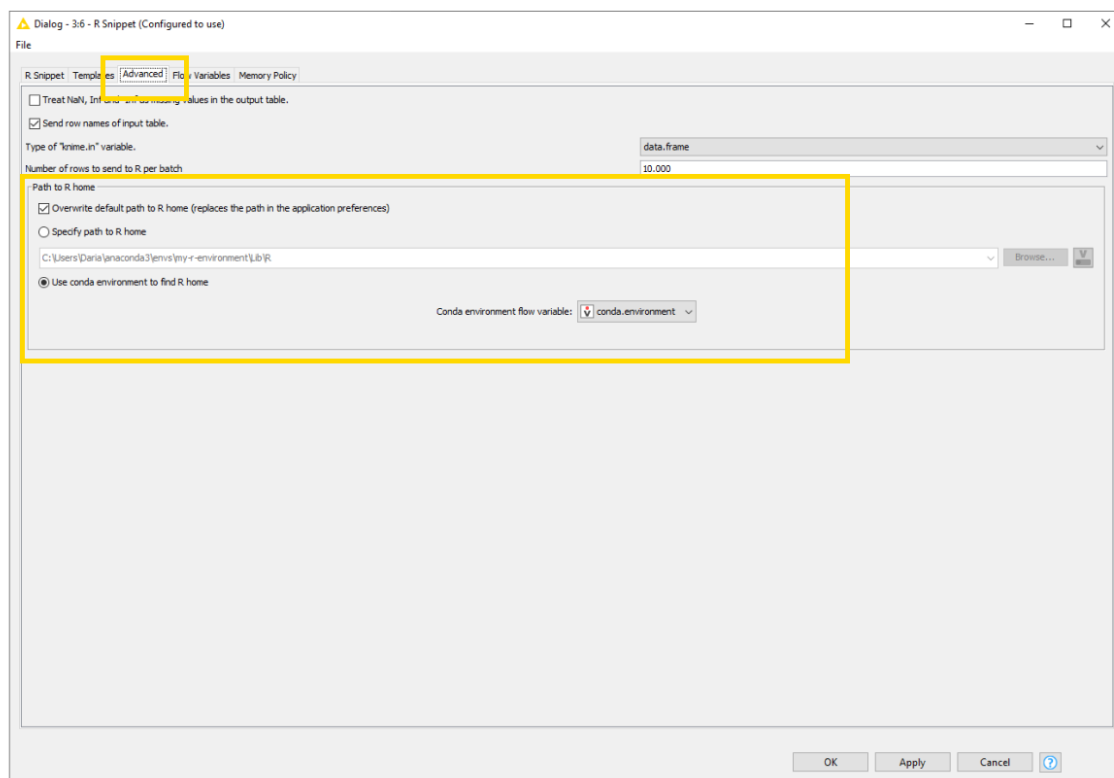 Dialog - 3:6 - R Snippet (Configured to use)
File
R Snippet Templates Advanced Flow Variables Memory Policy
Treat NaN, Inf and -Inf as missing values in the output table.
Send row names of input table.
Type of "knime.in" variable. data.frame
Number of rows to send to R per batch 10.000
Path to R home
Overwrite default path to R home (replaces the path in the application preferences)
Specify path to R home
C:\Users\Daria\anaconda3\envs\my-r-environment\Lib\R Browse... V
Use conda environment to find R home
Conda environment flow variable: V conda.environment
OK Apply Cancel ?